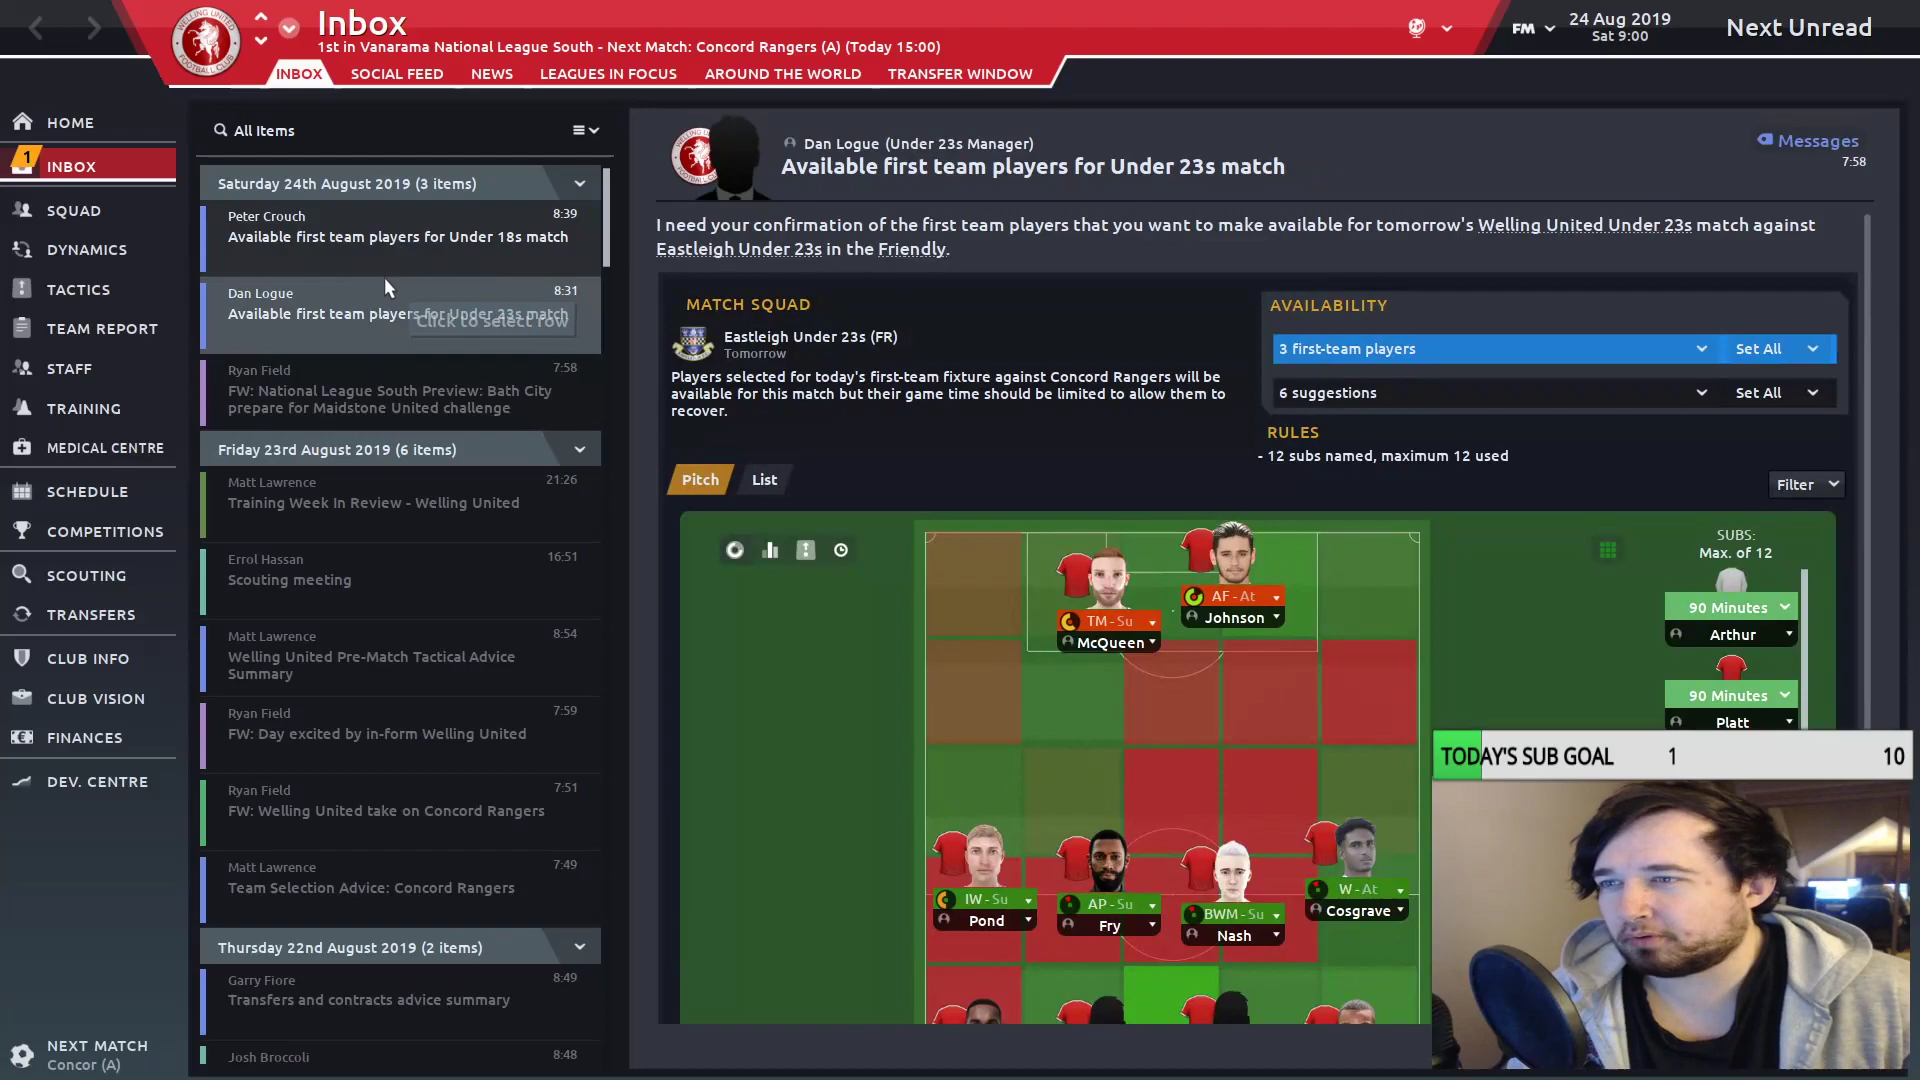 Inbox
1st in Vanarama National League South - Next Match: Concord Rangers (A) (Today 15:00)
FM
24 Aug 2019
Sat 9:00
Next Unread
INBOX
SOCIAL FEED
NEWS
LEAGUES IN FOCUS
AROUND THE WORLD
TRANSFER WINDOW
HOME
1
INBOX
SQUAD
DYNAMICS
TACTICS
TEAM REPORT
STAFF
TRAINING
MEDICAL CENTRE
SCHEDULE
COMPETITIONS
SCOUTING
TRANSFERS
CLUB INFO
CLUB VISION
FINANCES
DEV. CENTRE
NEXT MATCH
Concor (A)
All Items
Saturday 24th August 2019 (3 items)
Peter Crouch 8:39
Available first team players for Under 18s match
Dan Logue 8:31
Available first team players for Under 23s match
Click to select row
Ryan Field 7:58
FW: National League South Preview: Bath City
prepare for Maidstone United challenge
Friday 23rd August 2019 (6 items)
Matt Lawrence 21:26
Training Week In Review - Welling United
Errol Hassan 16:51
Scouting meeting
Matt Lawrence 8:54
Welling United Pre-Match Tactical Advice
Summary
Ryan Field 7:59
FW: Day excited by in-form Welling United
Ryan Field 7:51
FW: Welling United take on Concord Rangers
Matt Lawrence 7:49
Team Selection Advice: Concord Rangers
Thursday 22nd August 2019 (2 items)
Garry Fiore 8:49
Transfers and contracts advice summary
Josh Broccoli 8:48
Dan Logue (Under 23s Manager)
Available first team players for Under 23s match
Messages
7:58
I need your confirmation of the first team players that you want to make available for tomorrow's Welling United Under 23s match against
Eastleigh Under 23s in the Friendly.
MATCH SQUAD
Eastleigh Under 23s (FR)
Tomorrow
Players selected for today's first-team fixture against Concord Rangers will be
available for this match but their game time should be limited to allow them to
recover.
AVAILABILITY
3 first-team players Set All
6 suggestions Set All
RULES
- 12 subs named, maximum 12 used
Pitch
List
Filter
SUBS:
Max. of 12
90 Minutes
Arthur
90 Minutes
Platt
AF - At
Johnson
TM - Su
McQueen
IW - Su
Pond
AP - Su
Fry
BWM - Su
Nash
W - At
Cosgrave
TODAY'S SUB GOAL 1 10